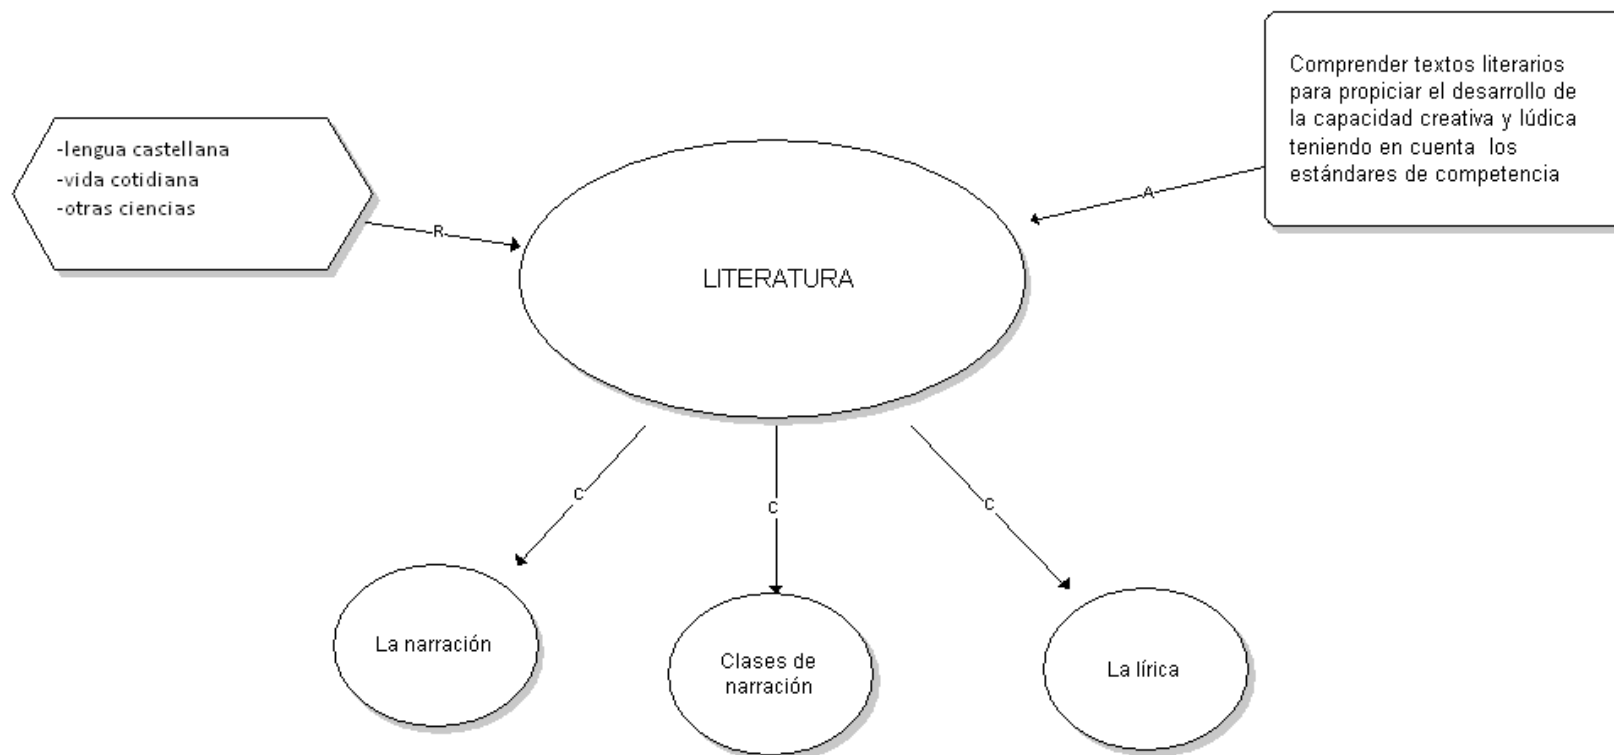 Comprender textos literarios
para propiciar el desarrollo de
la capacidad creativa y lúdica
teniendo en cuenta los
estándares de competencia
-lengua castellana
-vida cotidiana
-otras ciencias
A
R
LITERATURA
C
C
C
La narración
Clases de
narración
La lírica